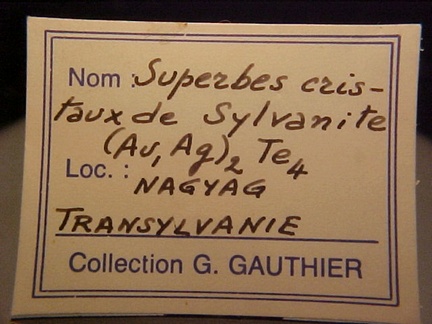 Nom : Superbes cris-
taux de Sylvanite
(Au, Ag)₂ Te₄
Loc. :
NAGYAG
TRANSYLVANIE
Collection G. GAUTHIER